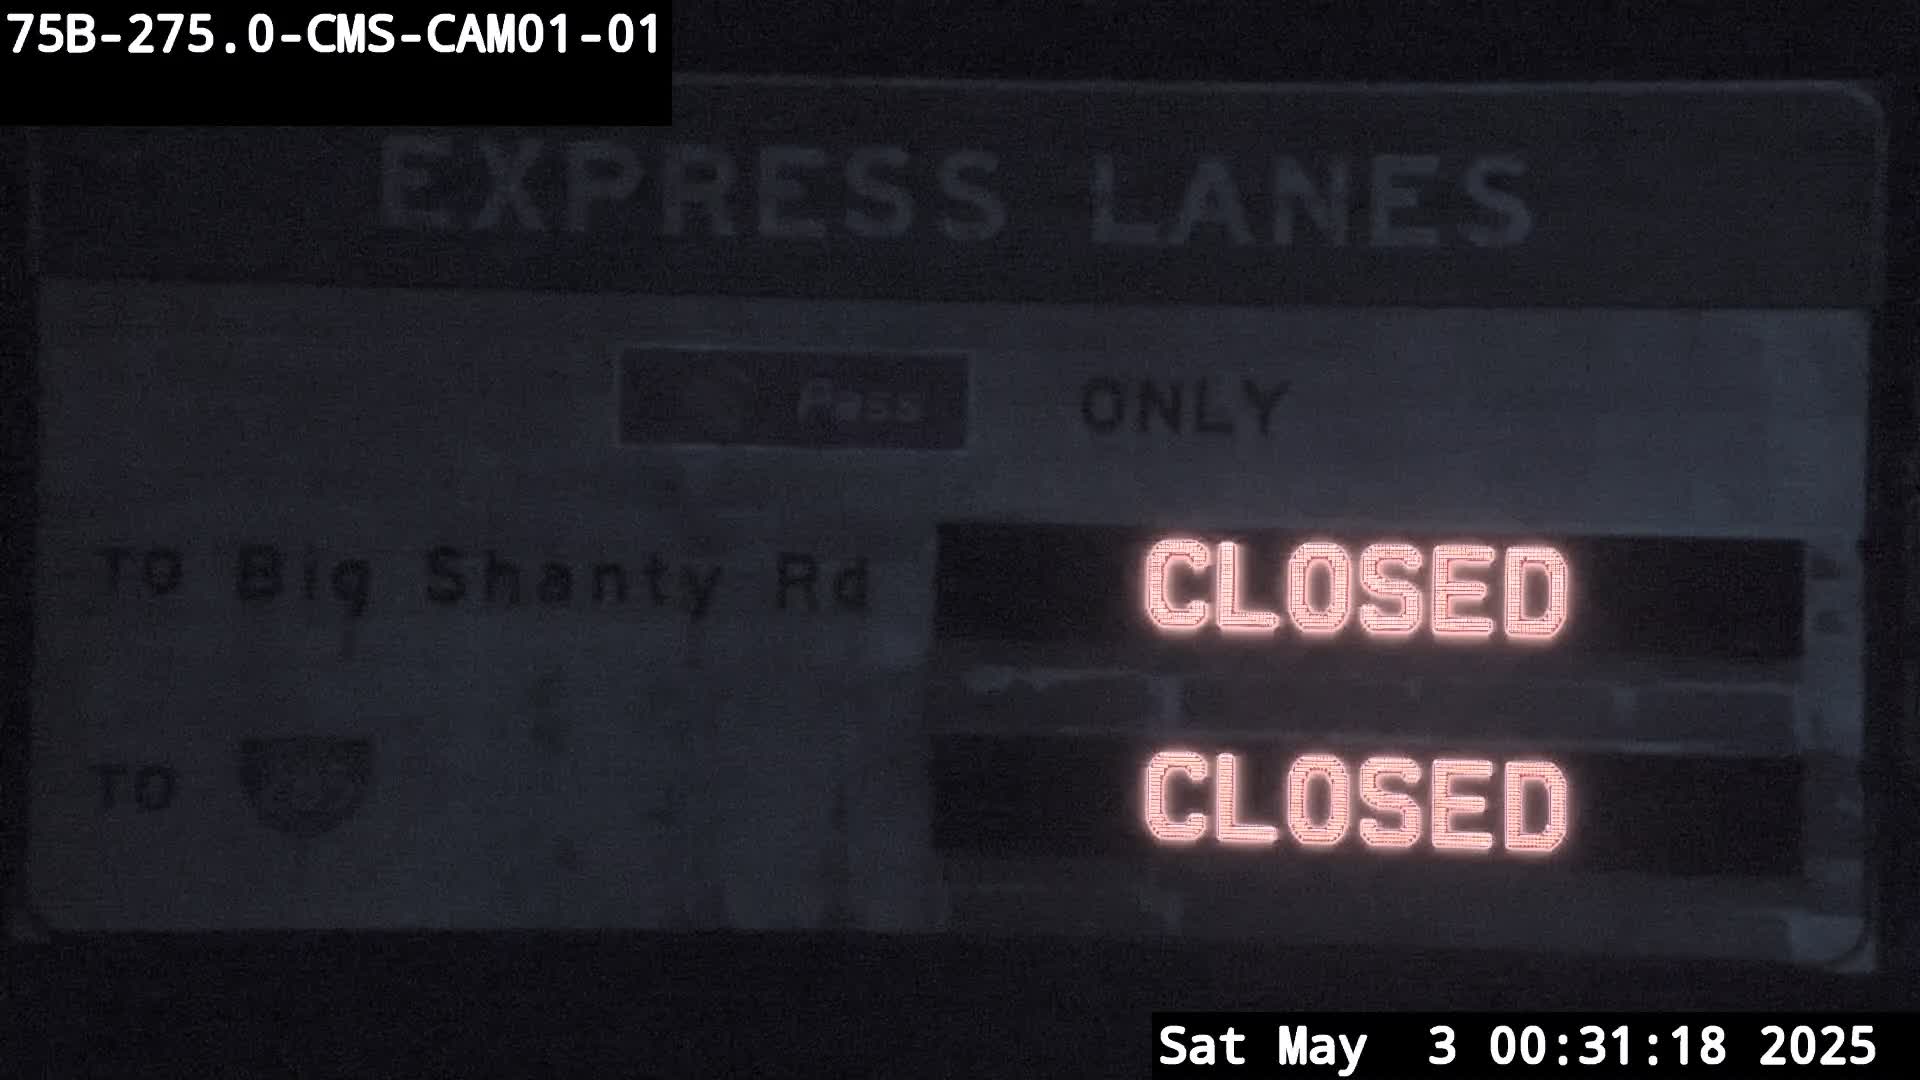 75B-275.0-CMS-CAM01-01
EXPRESS LANES
Pass ONLY
TO Big Shanty Rd CLOSED
TO CLOSED
Sat May 3 00:31:18 2025